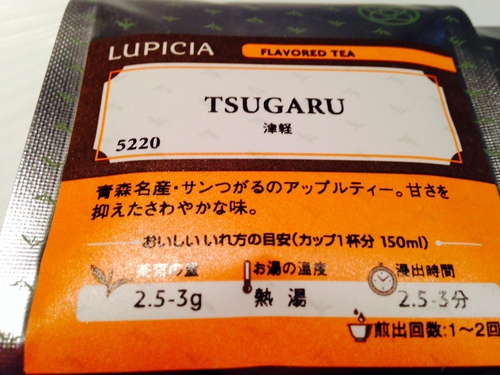 LUPICIA
FLAVORED TEA
TSUGARU
津軽
5220
青森名産・サンつがるのアップルティー。甘さを
抑えたさわやかな味。
おいしいいれ方の目安(カップ1杯分 150ml)
茶葉の量
お湯の温度
浸出時間
2.5-3g
熱湯
2.5-3分
煎出回数:1〜2回